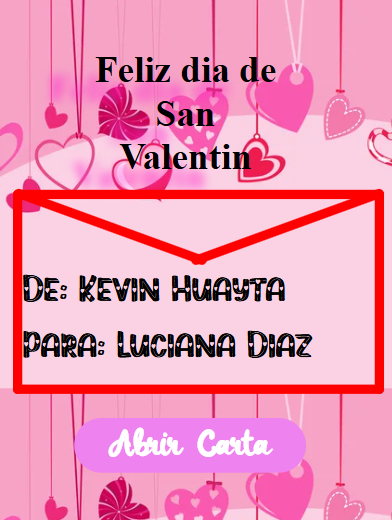 Feliz dia de
San
Valentin
De: Kevin Huayta
Para: Luciana Diaz
Abrir Carta